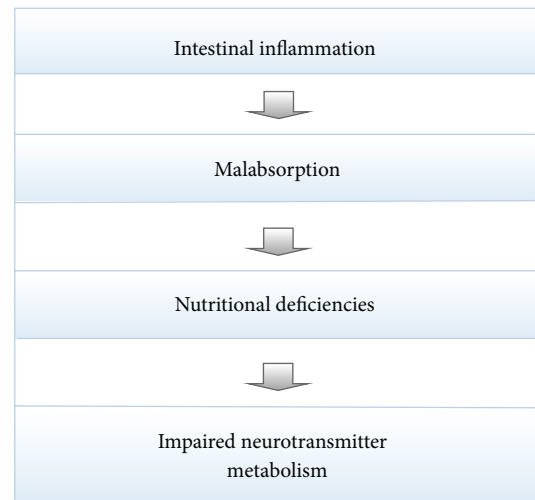 Intestinal inflammation
Malabsorption
Nutritional deficiencies
Impaired neurotransmitter
metabolism